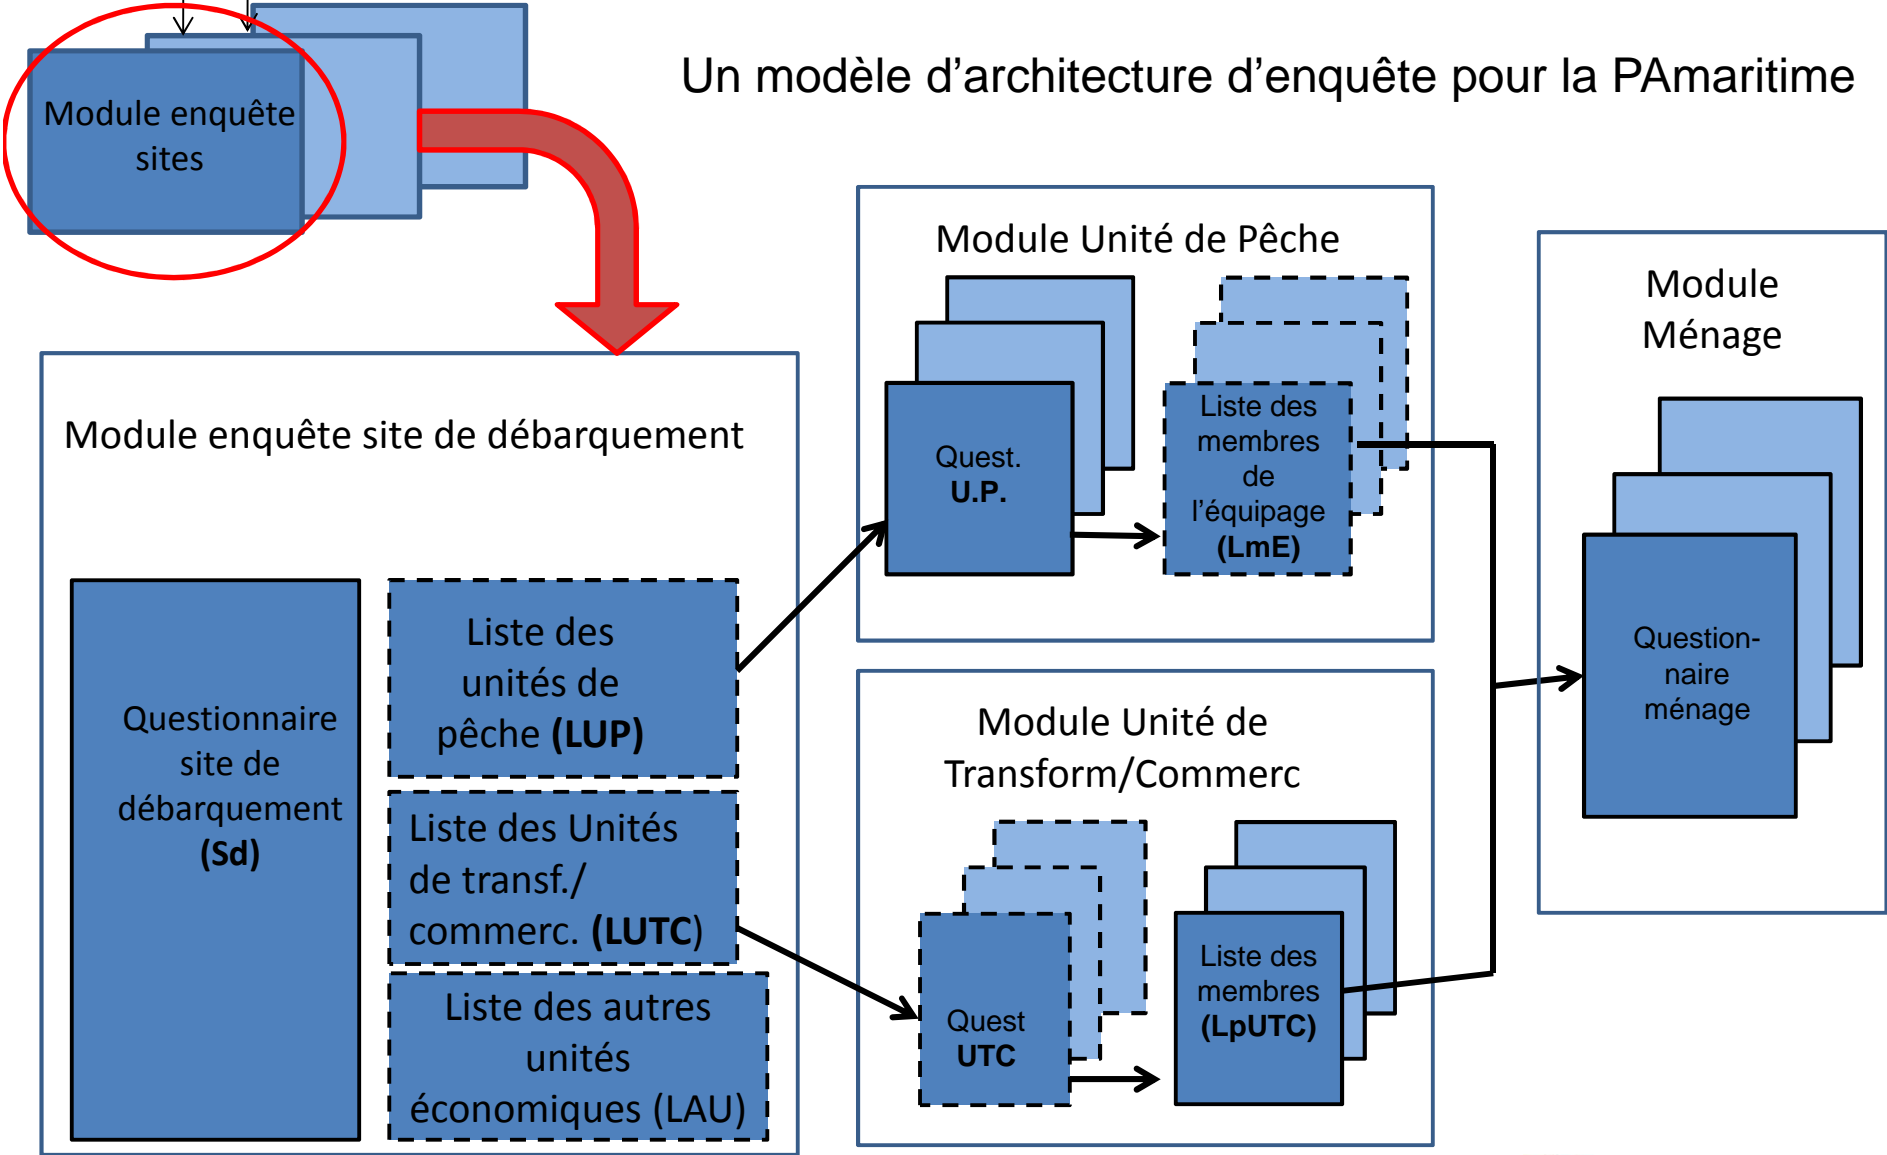 Un modèle d’architecture d’enquête pour la PAmaritime
Module enquête
sites
Module enquête site de débarquement
Questionnaire
site de
débarquement
(Sd)
Liste des
unités de
pêche (LUP)
Liste des Unités
de transf./
commerc. (LUTC)
Liste des autres
unités
économiques (LAU)
Module Unité de Pêche
Quest.
U.P.
Liste des
membres
de
l’équipage
(LmE)
Module Unité de
Transform/Commerc
Quest
UTC
Liste des
membres
(LpUTC)
Module
Ménage
Question-
naire
ménage